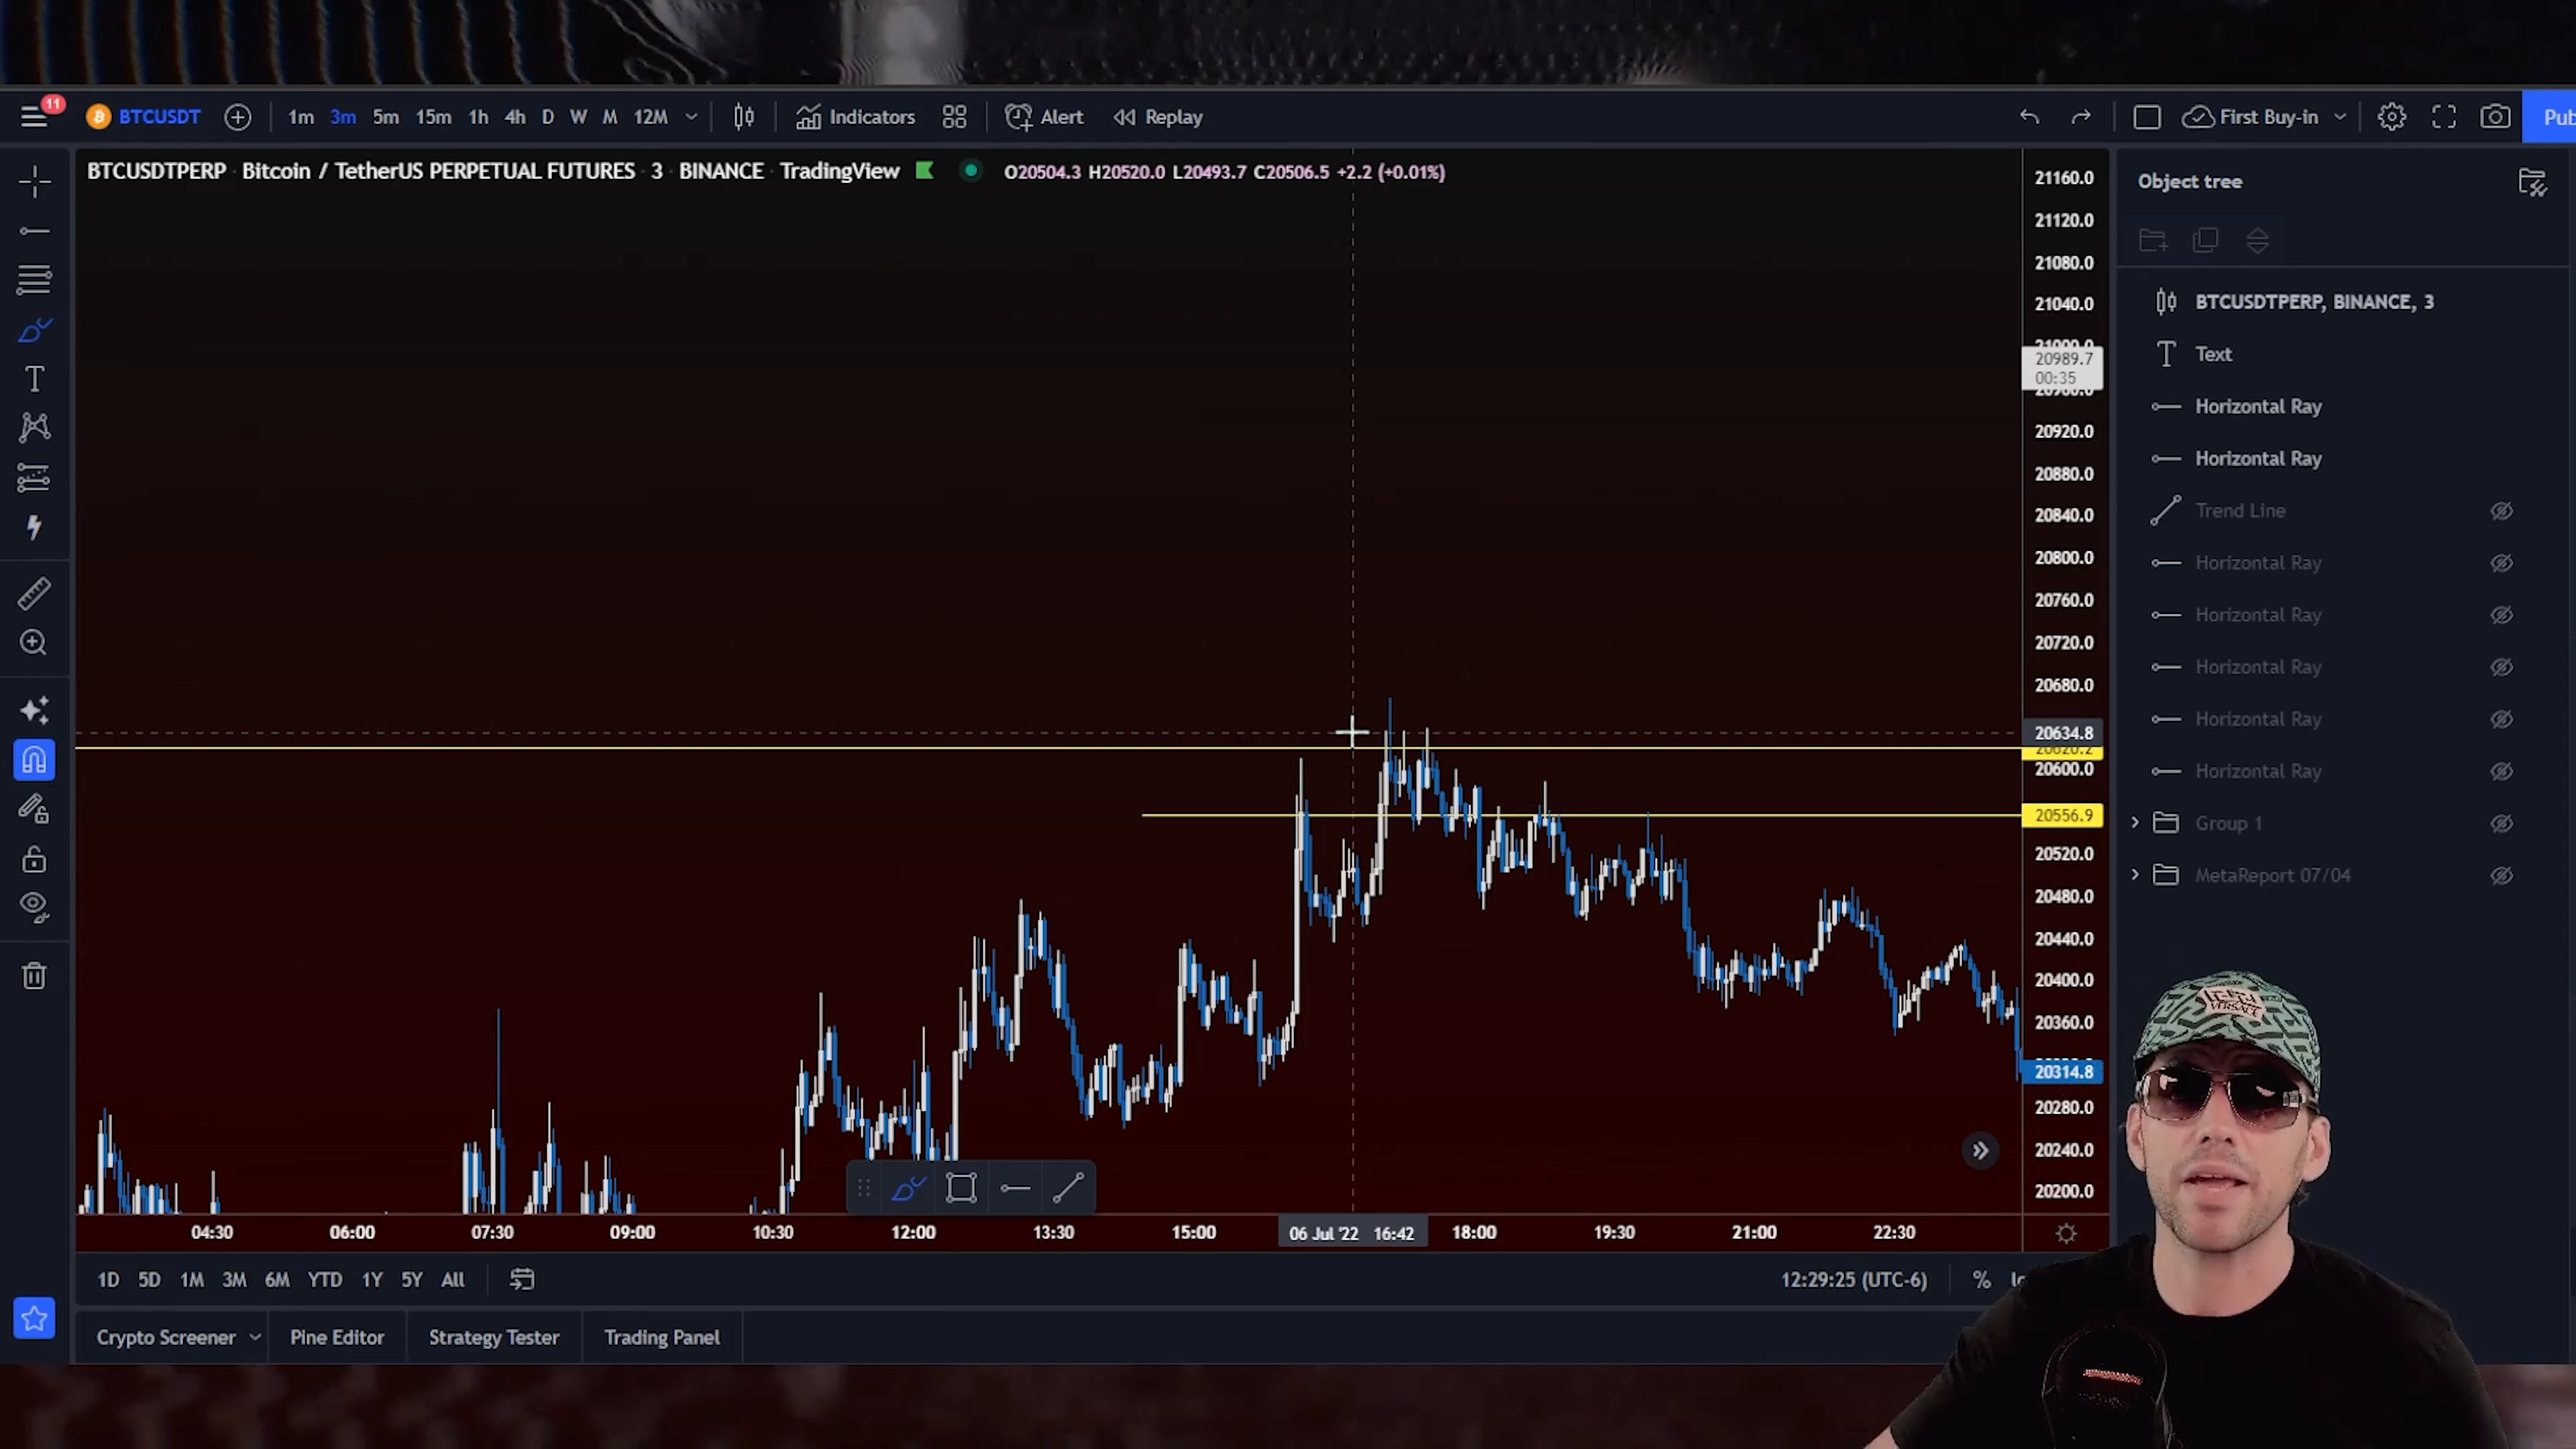 11
BTCUSDT 1m 3m 5m 15m 1h 4h D W M 12M Indicators Alert Replay First Buy-in Pub
BTCUSDTPERP · Bitcoin / TetherUS PERPETUAL FUTURES · 3 · BINANCE · TradingView O20504.3 H20520.0 L20493.7 C20506.5 +2.2 (+0.01%)
21160.0
21120.0
21080.0
21040.0
20989.7
00:35
20920.0
20880.0
20840.0
20800.0
20760.0
20720.0
20680.0
20634.8
20620.2
20600.0
20556.9
20520.0
20480.0
20440.0
20400.0
20360.0
20314.8
20280.0
20240.0
20200.0
Object tree
BTCUSDTPERP, BINANCE, 3
Text
Horizontal Ray
Horizontal Ray
Trend Line
Horizontal Ray
Horizontal Ray
Horizontal Ray
Horizontal Ray
Horizontal Ray
Group 1
MetaReport 07/04
VERSACE
04:30 06:00 07:30 09:00 10:30 12:00 13:30 15:00 06 Jul '22 16:42 18:00 19:30 21:00 22:30
1D 5D 1M 3M 6M YTD 1Y 5Y All 12:29:25 (UTC-6) %
Crypto Screener Pine Editor Strategy Tester Trading Panel